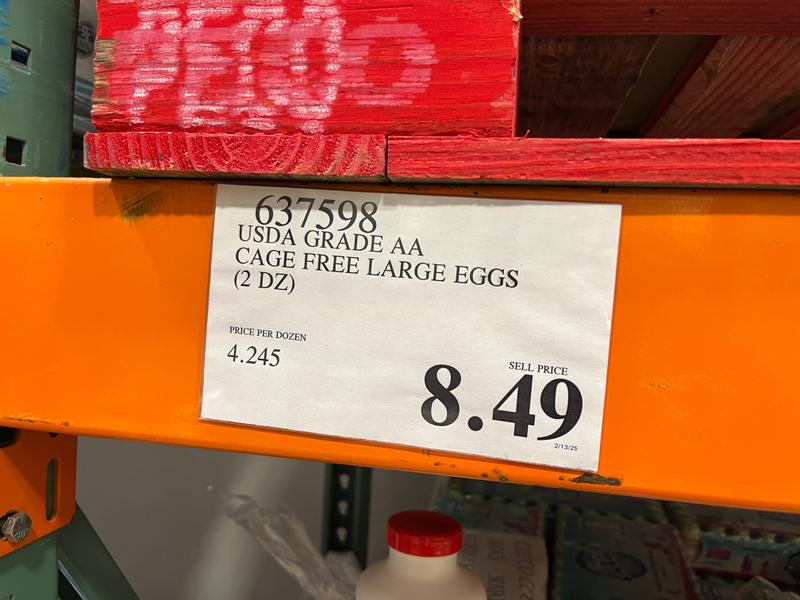 637598
USDA GRADE AA
CAGE FREE LARGE EGGS
(2 DZ)
PRICE PER DOZEN
4.245
SELL PRICE
8.49
2/13/25